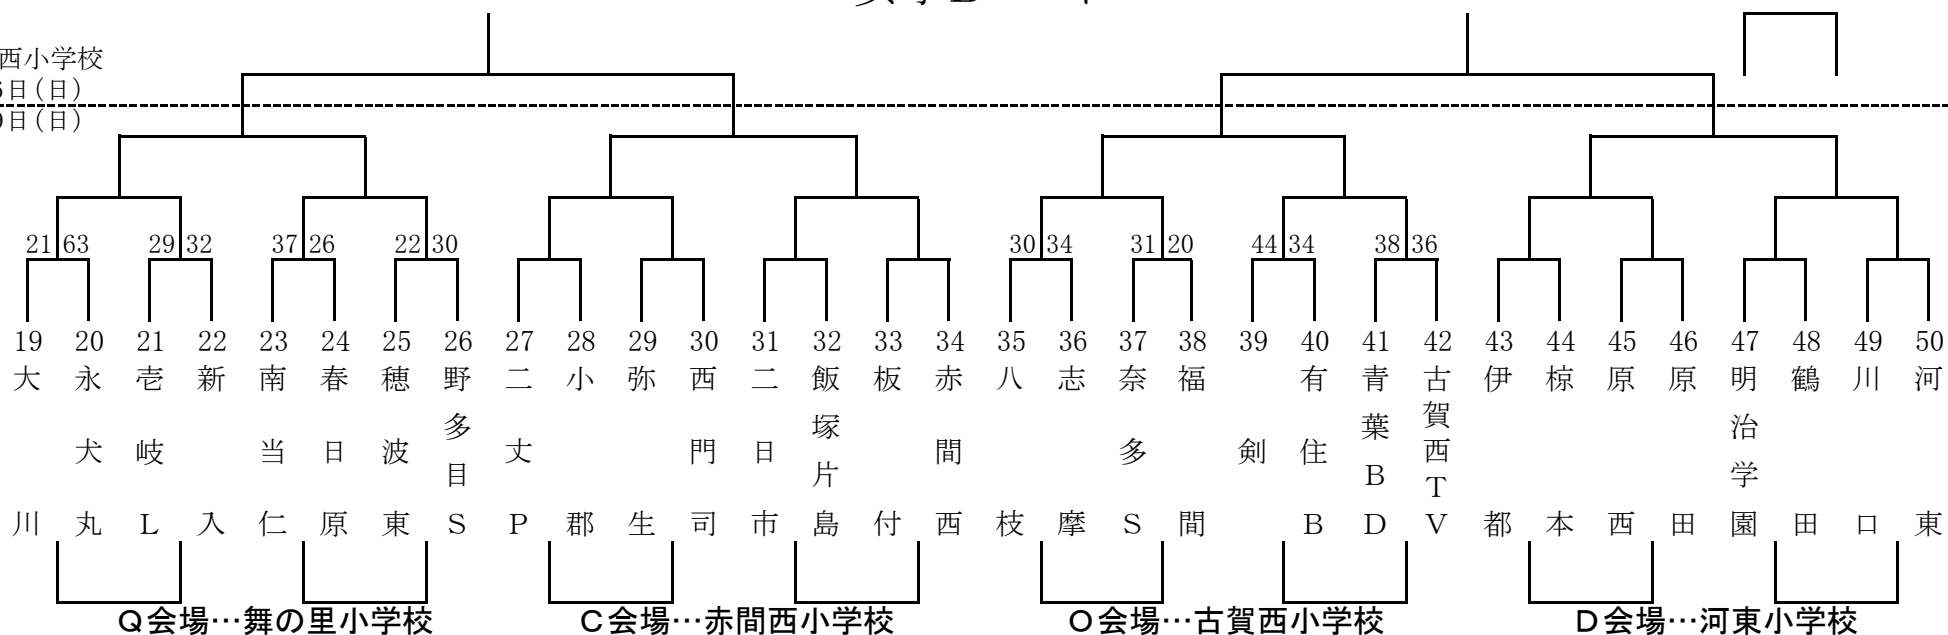 西小学校
日(日)
日(日)
21 63 29 32 37 26 22 30 30 34 31 20 44 34 38 36
19 20 21 22 23 24 25 26 27 28 29 30 31 32 33 34 35 36 37 38 39 40 41 42 43 44 45 46 47 48 49 50
大川
永犬丸
壱岐L
新入
南当仁
春日原
穂波東
野多目S
二丈P
小郡
弥生
西門司
二日市
飯塚片島
板付
赤間西
八枝
志摩
奈多S
福間
剣
有住B
青葉BD
古賀西TV
伊都
椋本
原西
原田
明治学園
鶴田
川口
河東
Q会場…舞の里小学校 C会場…赤間西小学校 O会場…古賀西小学校 D会場…河東小学校